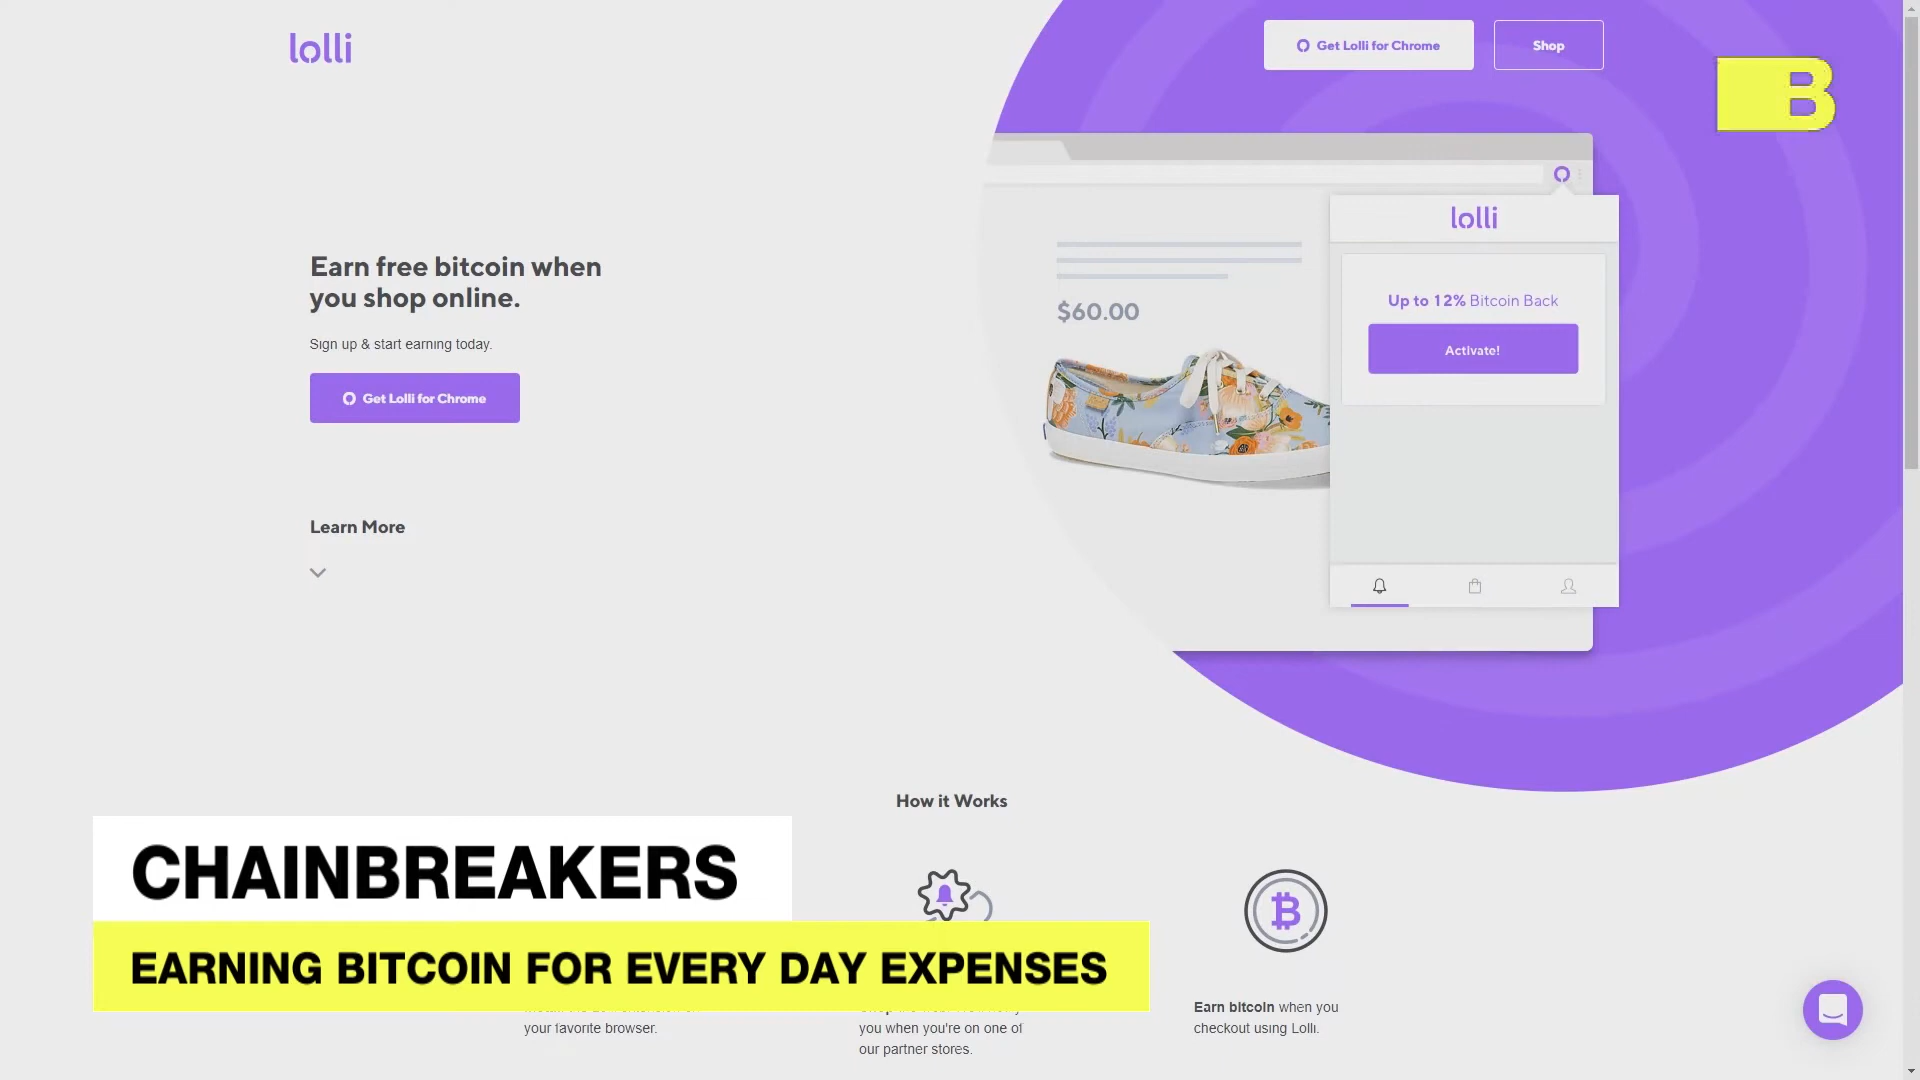 lolli
Get Lolli for Chrome
Shop
B
lolli
Earn free bitcoin when
you shop online.
Up to 12% Bitcoin Back
$60.00
Sign up & start earning today.
Activate!
Get Lolli for Chrome
Learn More
How it Works
CHAINBREAKERS
EARNING BITCOIN FOR EVERY DAY EXPENSES
your favorite browser.
you when you're on one of
our partner stores.
Earn bitcoin when you
checkout using Lolli.